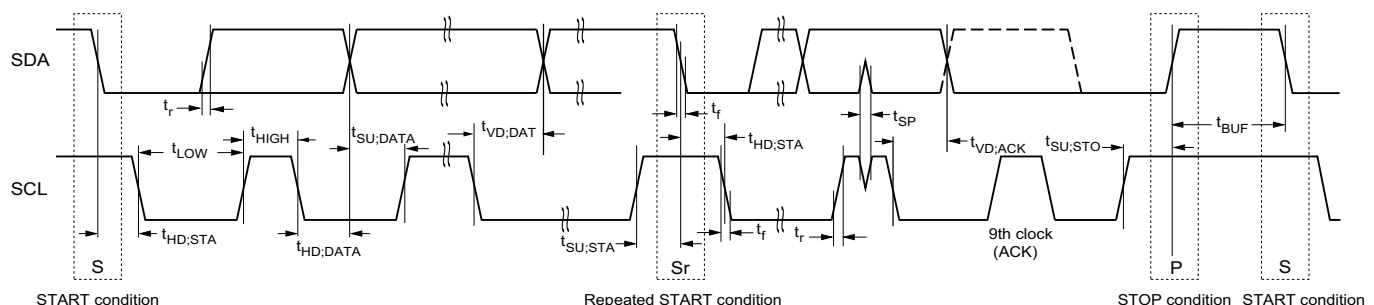 SDA
t_r
t_f
t_SP
t_BUF
t_HIGH
t_SU;DATA
t_VD;DAT
t_LOW
t_HD;STA
t_VD;ACK
t_SU;STO
SCL
t_HD;STA
t_HD;DATA
t_SU;STA
t_f
t_r
9th clock
(ACK)
S
Sr
P
S
START condition
Repeated START condition
STOP condition
START condition